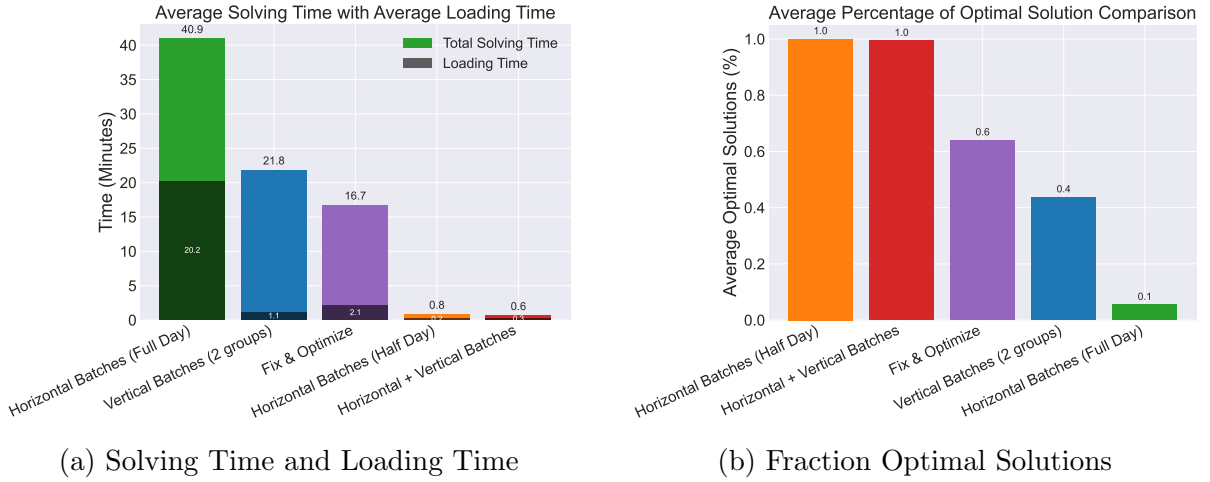 Average Solving Time with Average Loading Time
Time (Minutes)
40
35
30
25
20
15
10
5
0
Total Solving Time
Loading Time
40.9
21.8
16.7
0.8
0.6
20.2
1.1
2.1
0.2
0.3
Horizontal Batches (Full Day)
Vertical Batches (2 groups)
Fix & Optimize
Horizontal Batches (Half Day)
Horizontal + Vertical Batches
(a) Solving Time and Loading Time
Average Percentage of Optimal Solution Comparison
Average Optimal Solutions (%)
1.0
0.8
0.6
0.4
0.2
0.0
1.0
1.0
0.6
0.4
0.1
Horizontal Batches (Half Day)
Horizontal + Vertical Batches
Fix & Optimize
Vertical Batches (2 groups)
Horizontal Batches (Full Day)
(b) Fraction Optimal Solutions